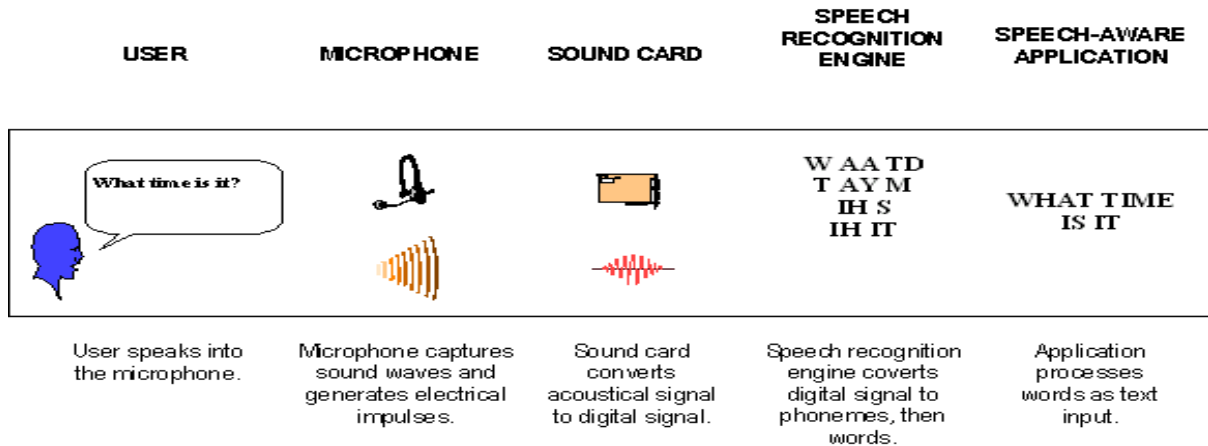 USER
MICROPHONE
SOUND CARD
SPEECH
RECOGNITION
ENGINE
SPEECH-AWARE
APPLICATION
What time is it?
W AA TD
T AY M
IH S
IH IT
WHAT TIME
IS IT
User speaks into
the microphone.
Microphone captures
sound waves and
generates electrical
impulses.
Sound card
converts
acoustical signal
to digital signal.
Speech recognition
engine coverts
digital signal to
phonemes, then
words.
Application
processes
words as text
input.